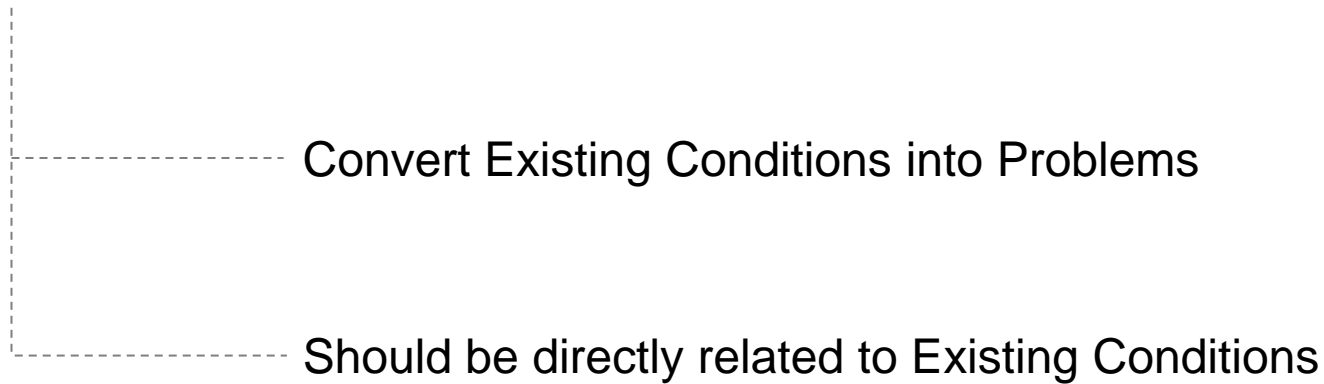 Convert Existing Conditions into Problems
Should be directly related to Existing Conditions